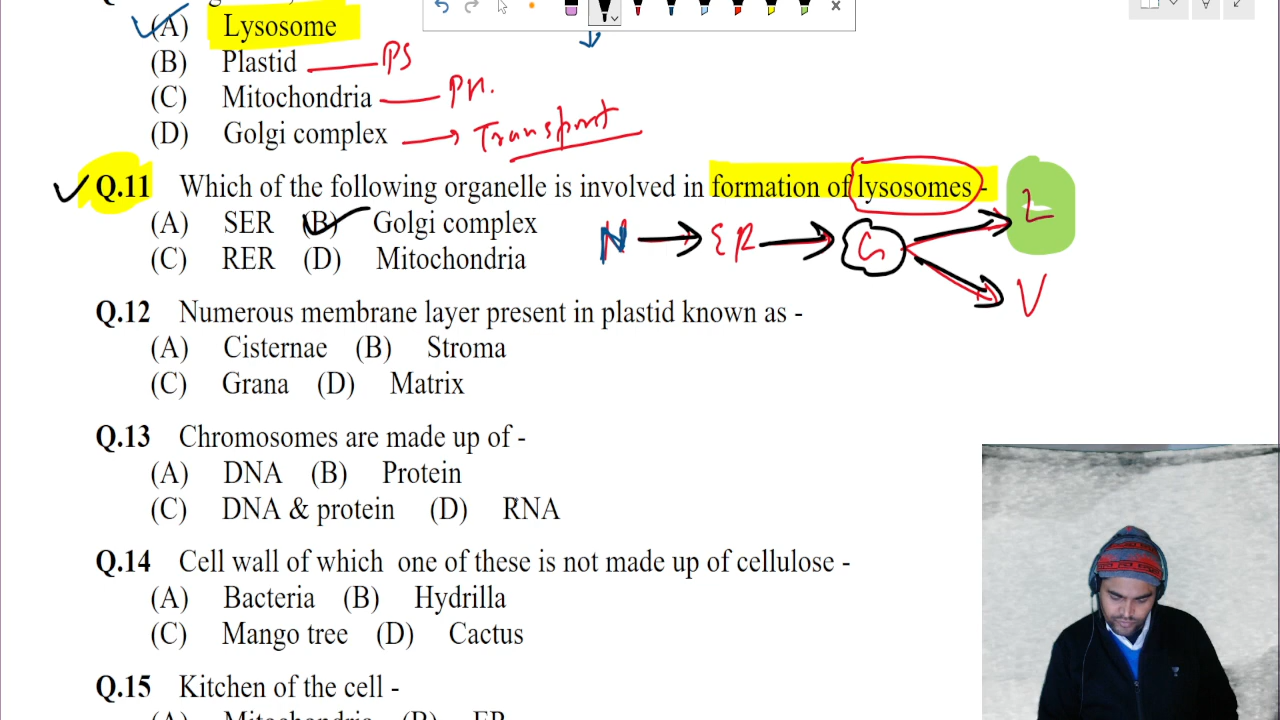 (A) Lysosome
(B) Plastid PS
(C) Mitochondria
(D) Golgi complex → Transport
Q.11 Which of the following organelle is involved in formation of lysosomes -
(A) SER (B) Golgi complex
(C) RER (D) Mitochondria
N → ER → G
L
V
Q.12 Numerous membrane layer present in plastid known as -
(A) Cisternae (B) Stroma
(C) Grana (D) Matrix
Q.13 Chromosomes are made up of -
(A) DNA (B) Protein
(C) DNA & protein (D) RNA
Q.14 Cell wall of which one of these is not made up of cellulose -
(A) Bacteria (B) Hydrilla
(C) Mango tree (D) Cactus
Q.15 Kitchen of the cell -
(A) Mitochondria (B) ER